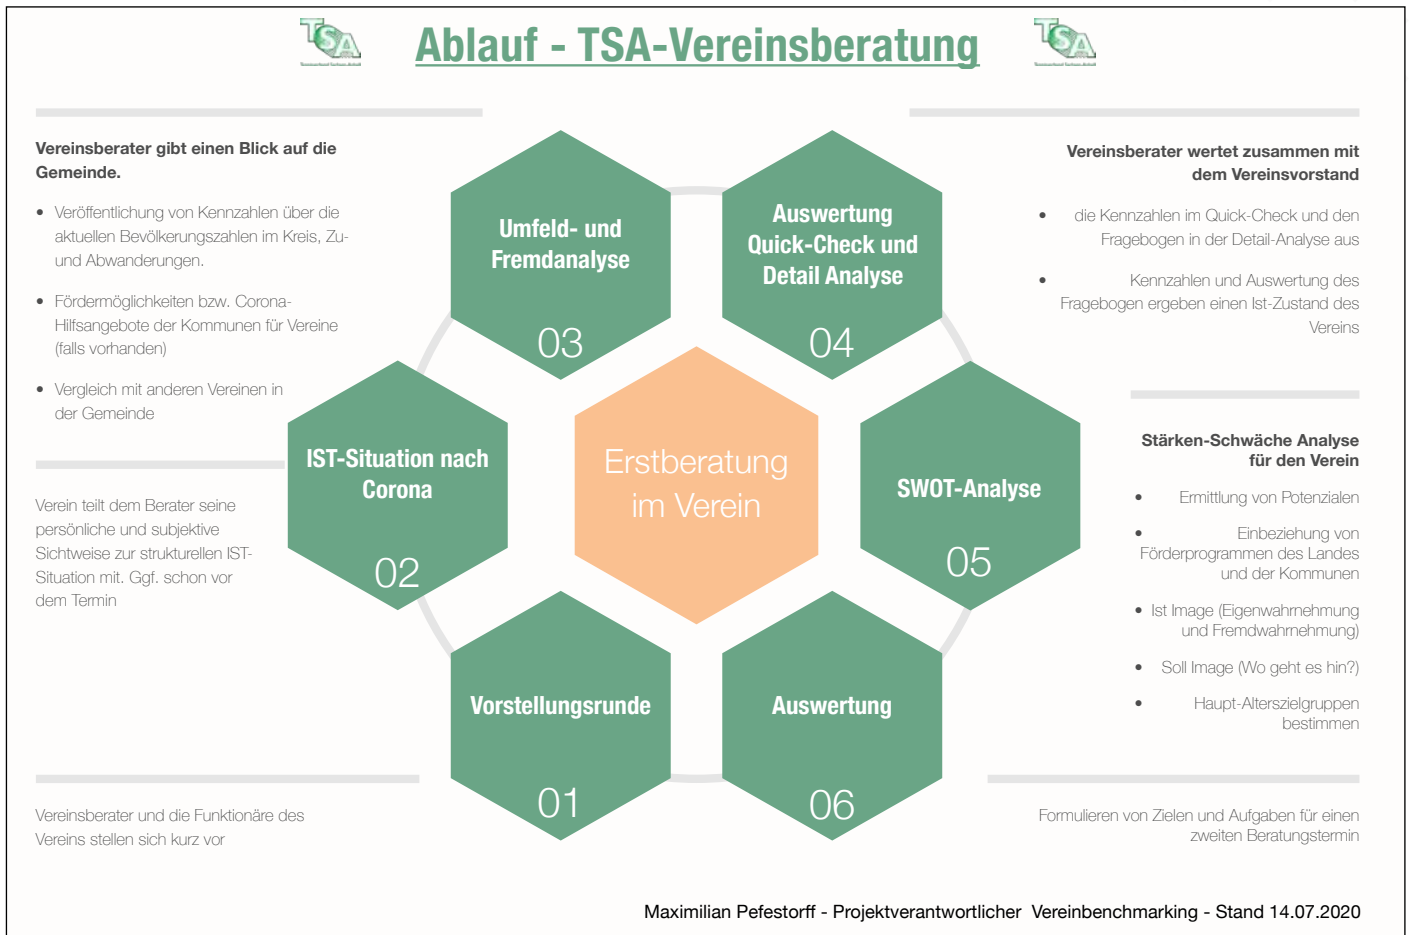 TSA
Ablauf - TSA-Vereinsberatung
TSA
Vereinsberater gibt einen Blick auf die
Gemeinde.
• Veröffentlichung von Kennzahlen über die
aktuellen Bevölkerungszahlen im Kreis, Zu-
und Abwanderungen.
• Fördermöglichkeiten bzw. Corona-
Hilfsangebote der Kommunen für Vereine
(falls vorhanden)
• Vergleich mit anderen Vereinen in
der Gemeinde
Verein teilt dem Berater seine
persönliche und subjektive
Sichtweise zur strukturellen IST-
Situation mit. Ggf. schon vor
dem Termin
Vereinsberater und die Funktionäre des
Vereins stellen sich kurz vor
Umfeld- und
Fremdanalyse
03
Auswertung
Quick-Check und
Detail Analyse
04
IST-Situation nach
Corona
02
Erstberatung
im Verein
SWOT-Analyse
05
Vorstellungsrunde
01
Auswertung
06
Vereinsberater wertet zusammen mit
dem Vereinsvorstand
• die Kennzahlen im Quick-Check und den
Fragebogen in der Detail-Analyse aus
• Kennzahlen und Auswertung des
Fragebogen ergeben einen Ist-Zustand des
Vereins
Stärken-Schwäche Analyse
für den Verein
• Ermittlung von Potenzialen
• Einbeziehung von
Förderprogrammen des Landes
und der Kommunen
• Ist Image (Eigenwahrnehmung
und Fremdwahrnehmung)
• Soll Image (Wo geht es hin?)
• Haupt-Alterszielgruppen
bestimmen
Formulieren von Zielen und Aufgaben für einen
zweiten Beratungstermin
Maximilian Pefestorff - Projektverantwortlicher Vereinbenchmarking - Stand 14.07.2020